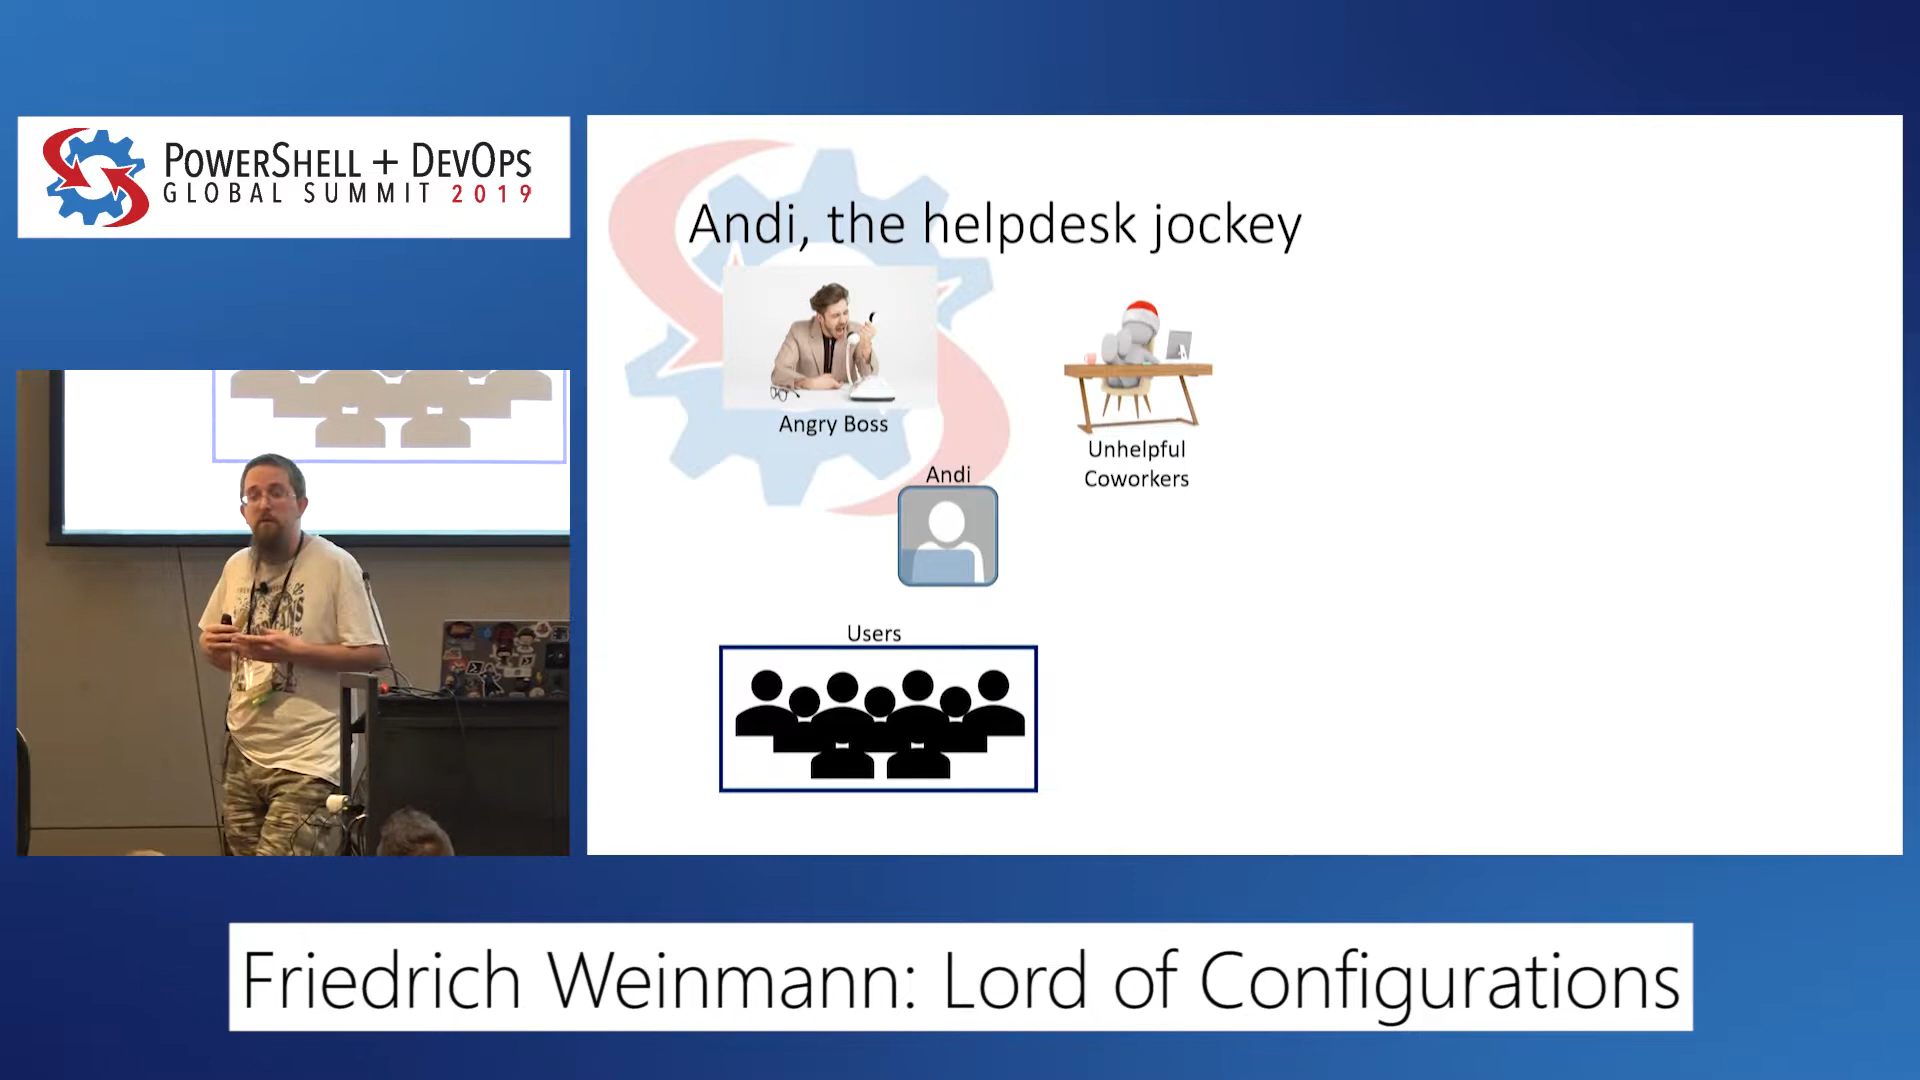 POWERSHELL + DEVOPS
GLOBAL SUMMIT 2019
Andi, the helpdesk jockey
Angry Boss
Unhelpful
Coworkers
Andi
Users
Friedrich Weinmann: Lord of Configurations